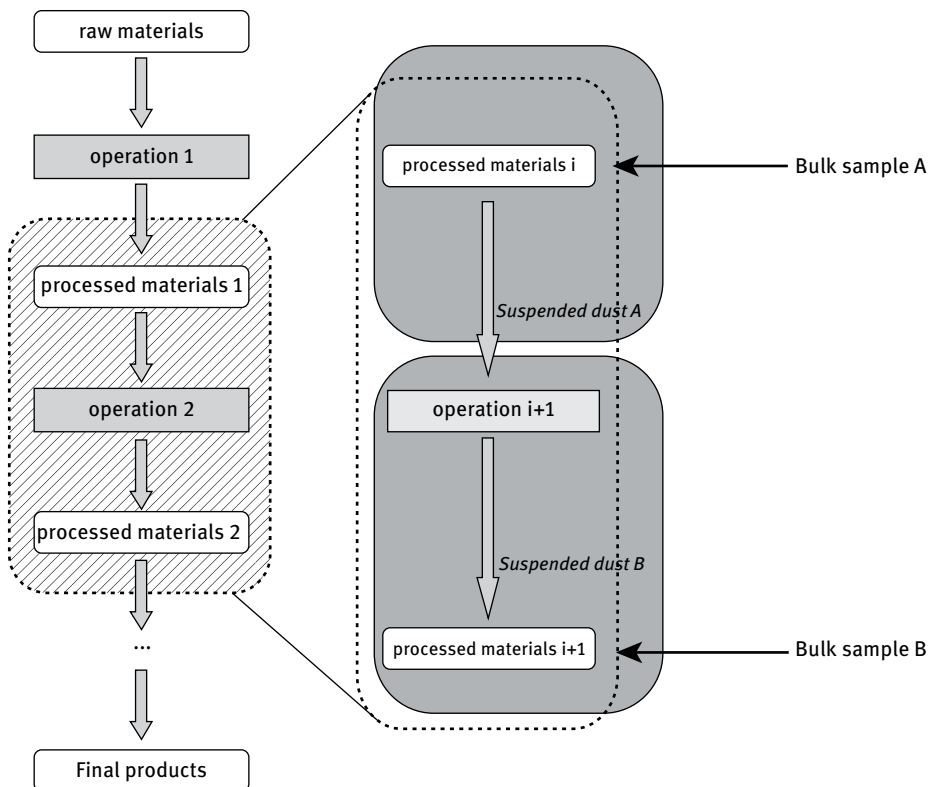 raw materials
operation 1
processed materials 1
operation 2
processed materials 2
...
Final products
processed materials i
Bulk sample A
Suspended dust A
operation i+1
Suspended dust B
processed materials i+1
Bulk sample B